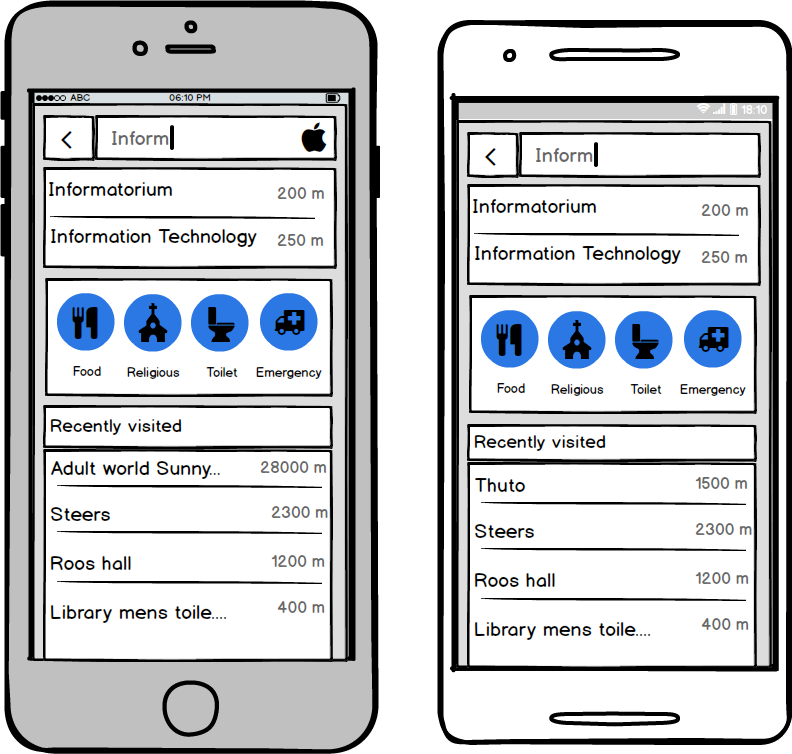 ABC 06:10 PM
Inform
Informatorium 200 m
Information Technology 250 m
Food Religious Toilet Emergency
Recently visited
Adult world Sunny... 28000 m
Steers 2300 m
Roos hall 1200 m
Library mens toile.... 400 m
18:10
Inform
Informatorium 200 m
Information Technology 250 m
Food Religious Toilet Emergency
Recently visited
Thuto 1500 m
Steers 2300 m
Roos hall 1200 m
Library mens toile.... 400 m